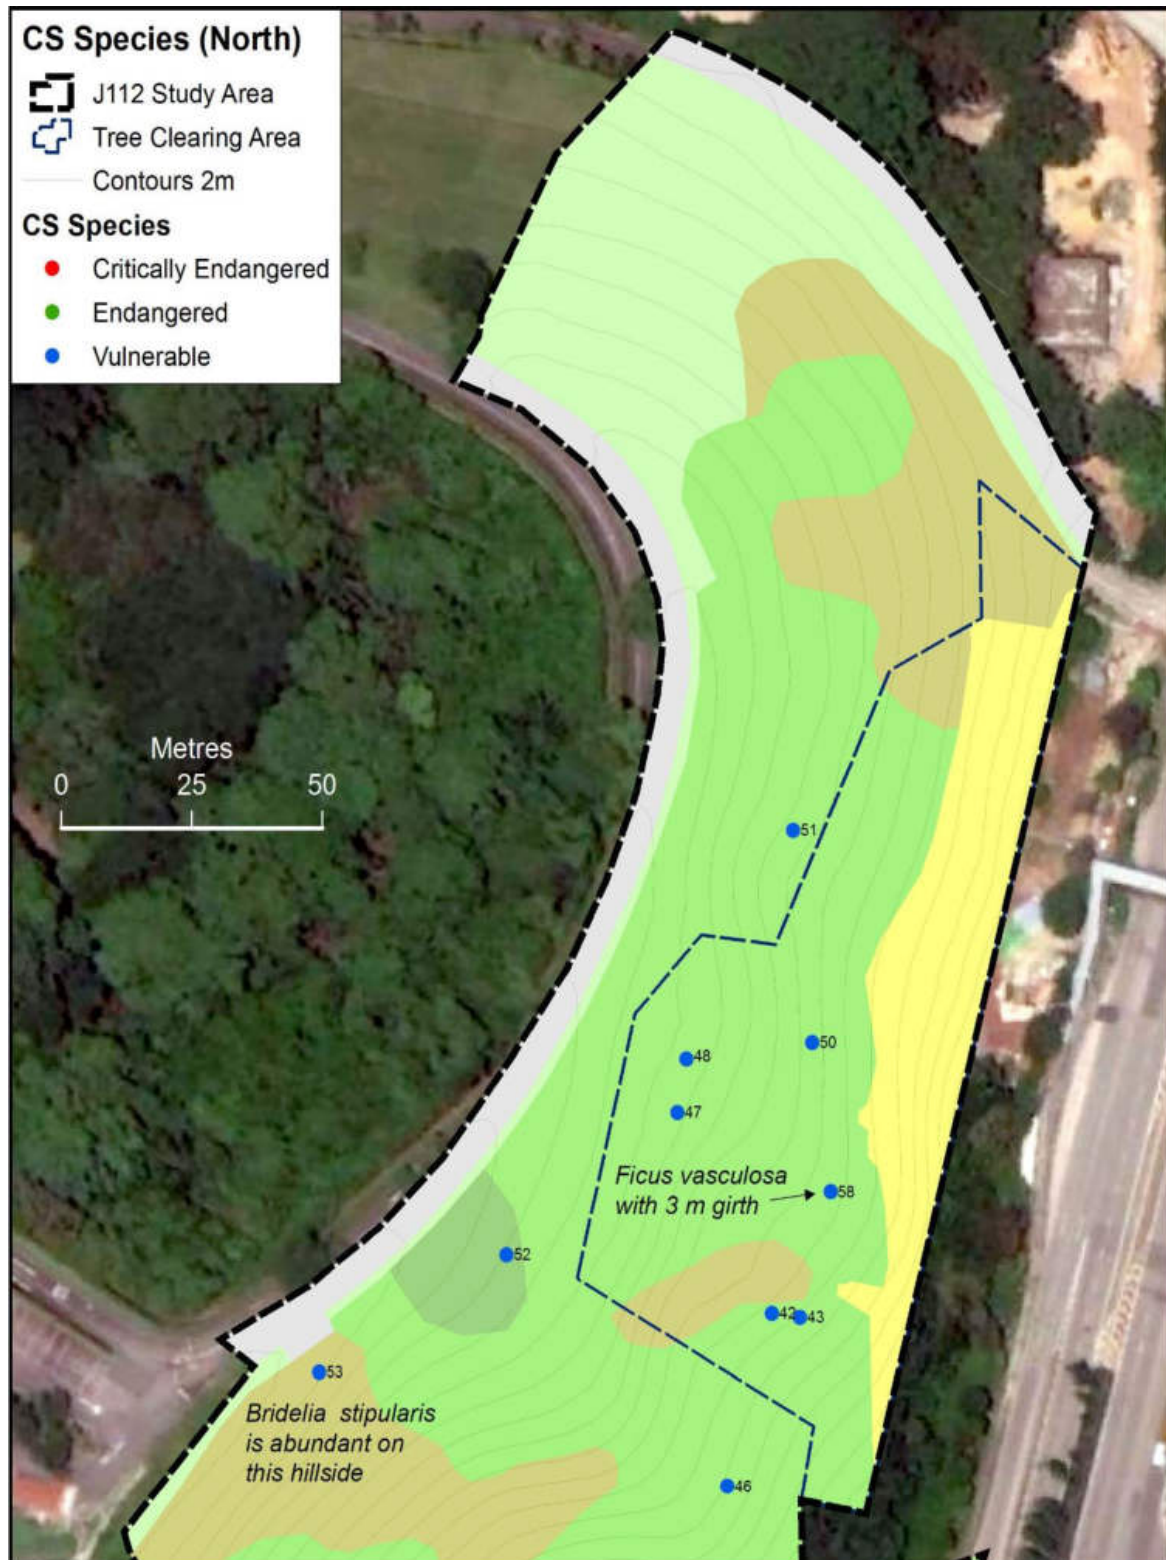 CS Species (North)
J112 Study Area
Tree Clearing Area
Contours 2m
CS Species
Critically Endangered
Endangered
Vulnerable
Metres
0 25 50
51
50
48
47
Ficus vasculosa
with 3 m girth
58
52
42
43
53
Bridelia stipularis
is abundant on
this hillside
46